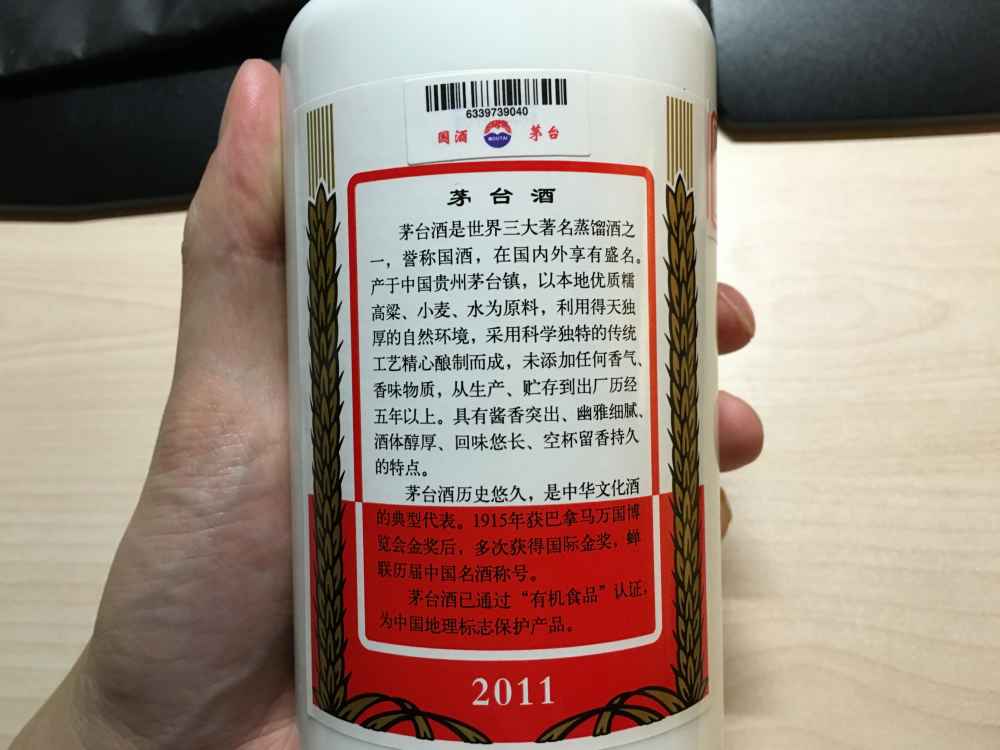 6339739040
国酒 MOUTAI 茅台
茅台酒
茅台酒是世界三大著名蒸馏酒之
一，誉称国酒，在国内外享有盛名。
产于中国贵州茅台镇，以本地优质糯
高粱、小麦、水为原料，利用得天独
厚的自然环境，采用科学独特的传统
工艺精心酿制而成，未添加任何香气、
香味物质，从生产、贮存到出厂历经
五年以上。具有酱香突出、幽雅细腻、
酒体醇厚、回味悠长、空杯留香持久
的特点。
茅台酒历史悠久，是中华文化酒
的典型代表。1915年获巴拿马万国博
览会金奖后，多次获得国际金奖，蝉
联历届中国名酒称号。
茅台酒已通过“有机食品”认证，
为中国地理标志保护产品。
2011